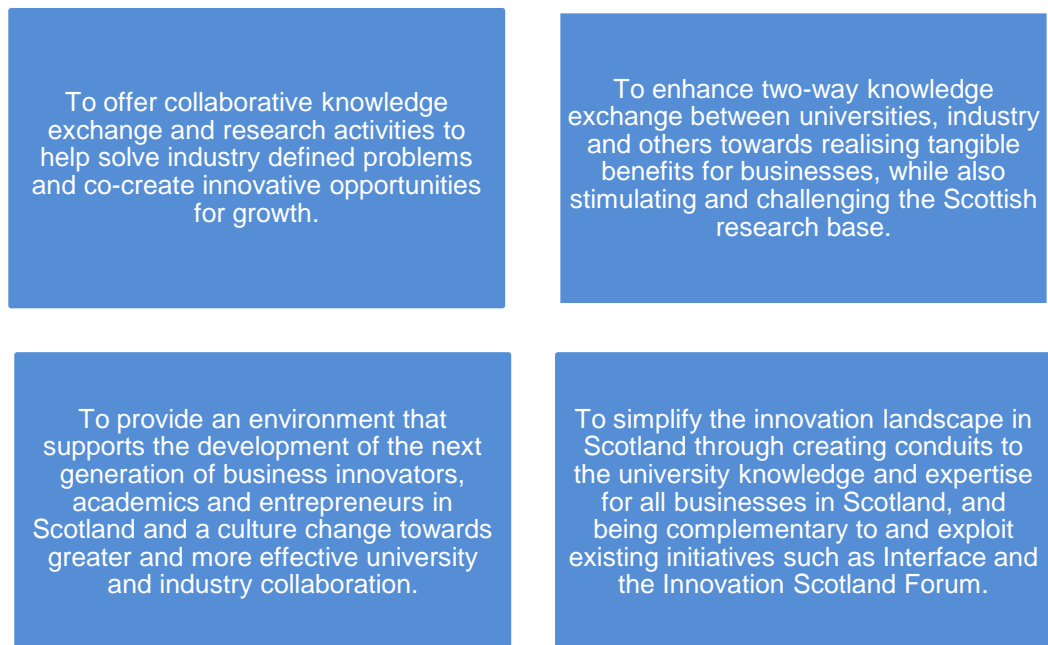 To offer collaborative knowledge
exchange and research activities to
help solve industry defined problems
and co-create innovative opportunities
for growth.
To enhance two-way knowledge
exchange between universities, industry
and others towards realising tangible
benefits for businesses, while also
stimulating and challenging the Scottish
research base.
To provide an environment that
supports the development of the next
generation of business innovators,
academics and entrepreneurs in
Scotland and a culture change towards
greater and more effective university
and industry collaboration.
To simplify the innovation landscape in
Scotland through creating conduits to
the university knowledge and expertise
for all businesses in Scotland, and
being complementary to and exploit
existing initiatives such as Interface and
the Innovation Scotland Forum.